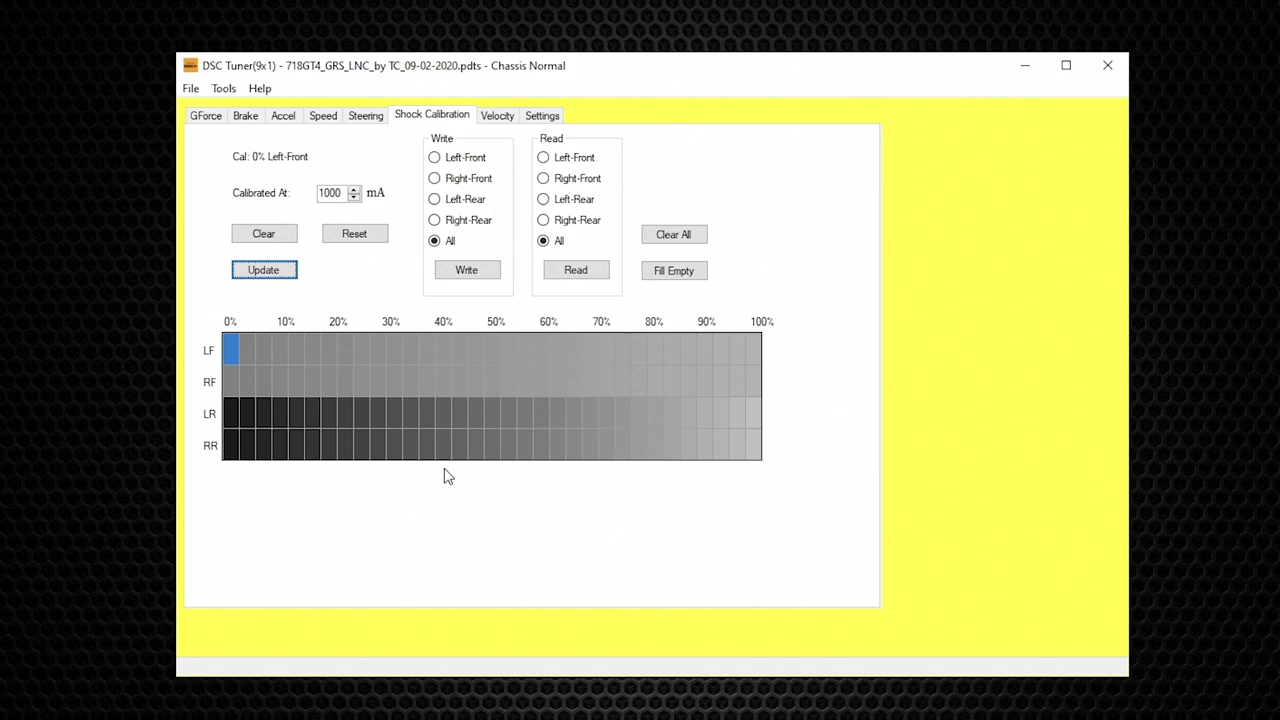 DSC Tuner(9x1) - 718GT4_GRS_LNC_by TC_09-02-2020.pdts - Chassis Normal
File Tools Help
GForce Brake Accel Speed Steering Shock Calibration Velocity Settings
Cal: 0% Left-Front
Calibrated At: 1000 mA
Clear Reset
Update
Write
Left-Front
Right-Front
Left-Rear
Right-Rear
All
Write
Read
Left-Front
Right-Front
Left-Rear
Right-Rear
All
Read
Clear All
Fill Empty
0% 10% 20% 30% 40% 50% 60% 70% 80% 90% 100%
LF
RF
LR
RR